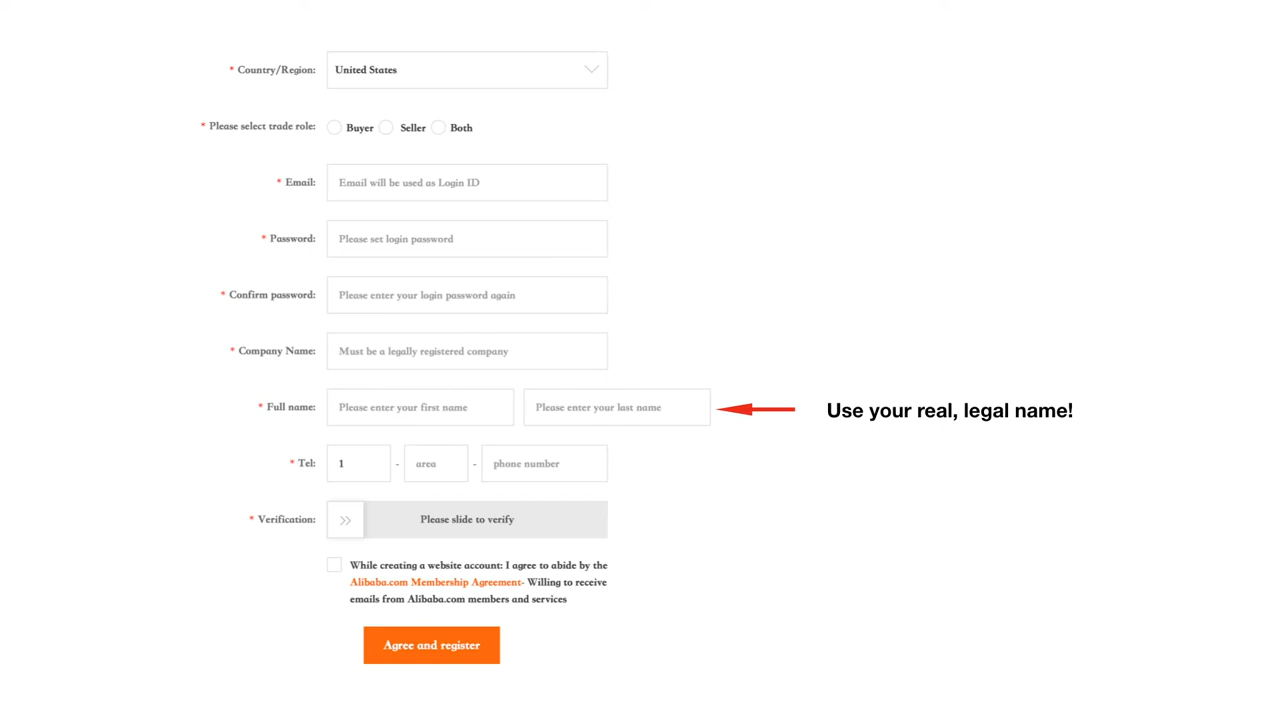 * Country/Region: United States
* Please select trade role: Buyer Seller Both
* Email: Email will be used as Login ID
* Password: Please set login password
* Confirm password: Please enter your login password again
* Company Name: Must be a legally registered company
* Full name: Please enter your first name Please enter your last name Use your real, legal name!
* Tel: 1 - area - phone number
* Verification: >> Please slide to verify
While creating a website account: I agree to abide by the
Alibaba.com Membership Agreement- Willing to receive
emails from Alibaba.com members and services
Agree and register